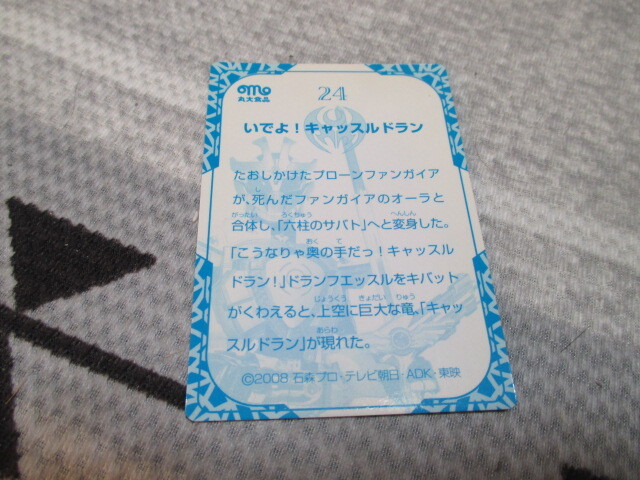 丸大食品
24
いでよ！キャッスルドラン
たおしかけたプローンファンガイア
が、死んだファンガイアのオーラと
合体し、「六柱のサバト」へと変身した。
「こうなりゃ奥の手だっ！キャッスル
ドラン！」ドランフエッスルをキバット
がくわえると、上空に巨大な竜、「キャッ
スルドラン」が現れた。
©2008 石森プロ・テレビ朝日・ADK・東映